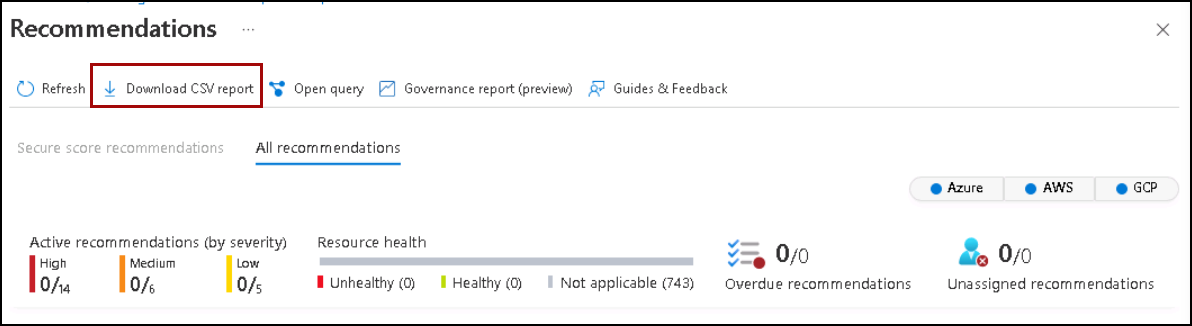 Recommendations ...
Refresh Download CSV report Open query Governance report (preview) Guides & Feedback
Secure score recommendations All recommendations
Azure AWS GCP
Active recommendations (by severity) Resource health 0/0 0/0
High Medium Low
0/14 0/6 0/5 Unhealthy (0) Healthy (0) Not applicable (743) Overdue recommendations Unassigned recommendations